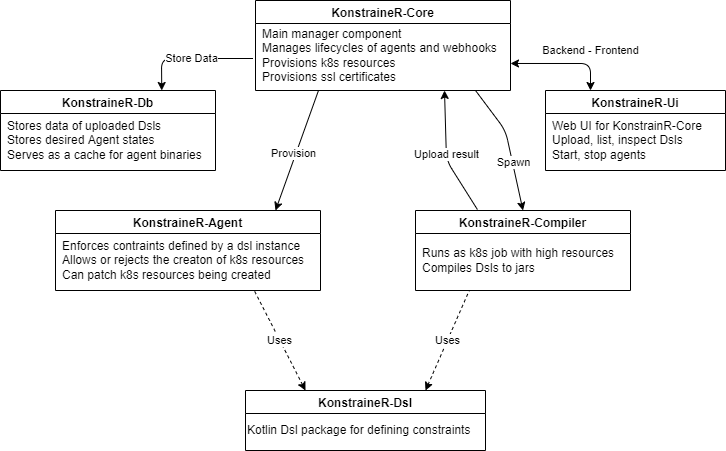 KonstraineR-Core
Main manager component
Manages lifecycles of agents and webhooks
Provisions k8s resources
Provisions ssl certificates
Store Data
Backend - Frontend
KonstraineR-Db
Stores data of uploaded Dsls
Stores desired Agent states
Serves as a cache for agent binaries
KonstraineR-Ui
Web UI for KonstrainR-Core
Upload, list, inspect Dsls
Start, stop agents
Provision
Upload result
Spawn
KonstraineR-Agent
Enforces contraints defined by a dsl instance
Allows or rejects the creaton of k8s resources
Can patch k8s resources being created
KonstraineR-Compiler
Runs as k8s job with high resources
Compiles Dsls to jars
Uses
Uses
KonstraineR-Dsl
Kotlin Dsl package for defining constraints